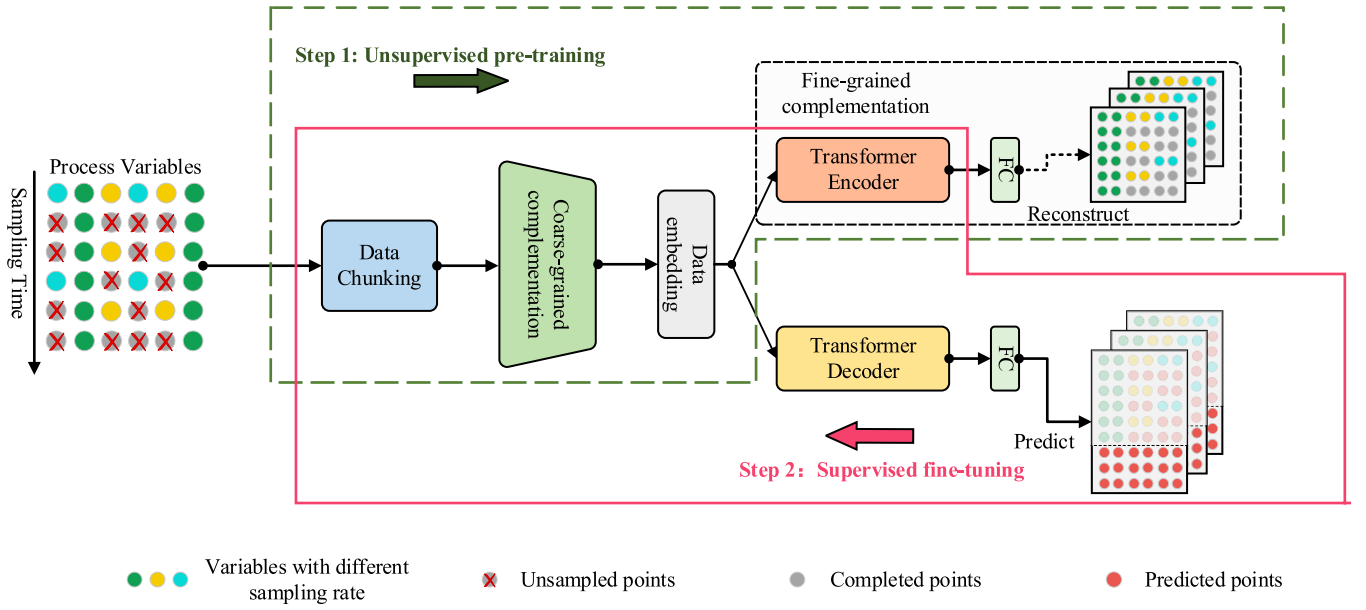 Step 1: Unsupervised pre-training
Fine-grained
complementation
Process Variables
Sampling Time
Data
Chunking
Coarse-grained
complementation
Data
embedding
Transformer
Encoder
FC
Reconstruct
Transformer
Decoder
FC
Predict
Step 2：Supervised fine-tuning
Variables with different
sampling rate
Unsampled points
Completed points
Predicted points